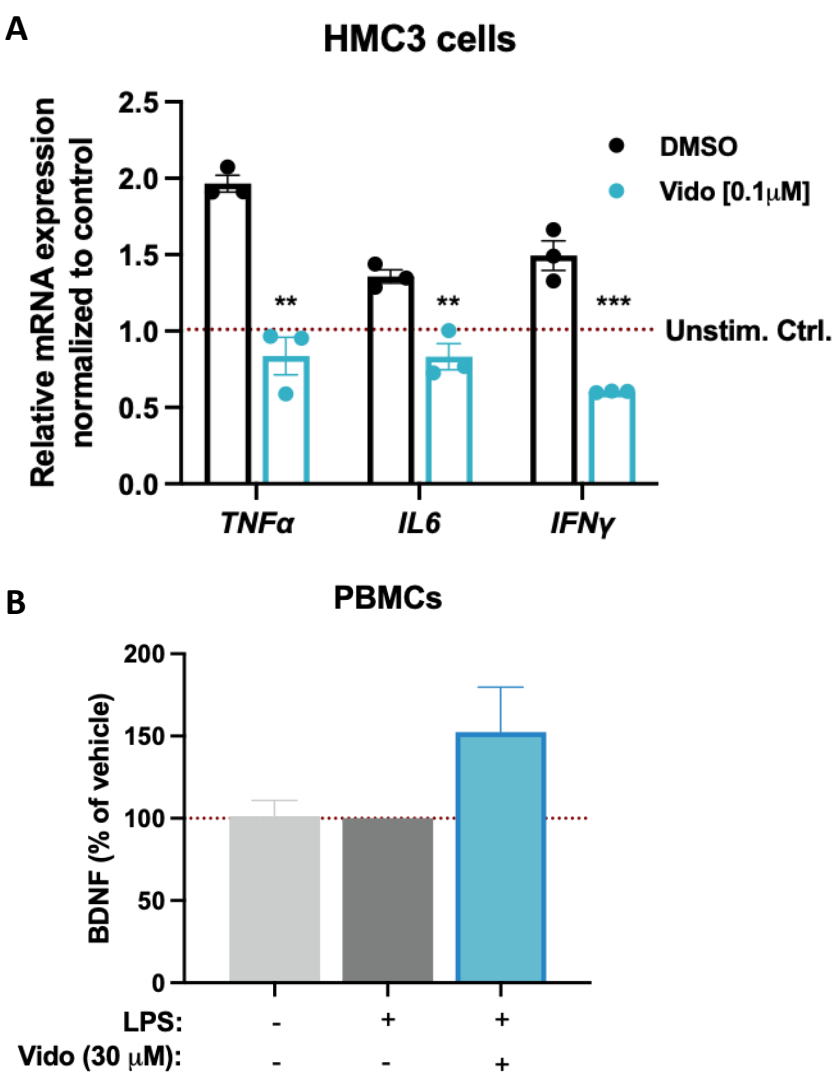 A
HMC3 cells
Relative mRNA expression
normalized to control
2.5
2.0
1.5
1.0
0.5
0.0
DMSO
Vido [0.1μM]
** ** ***
Unstim. Ctrl.
TNFα IL6 IFNγ
B
PBMCs
BDNF (% of vehicle)
200
150
100
50
0
LPS: - + +
Vido (30 μM): - - +